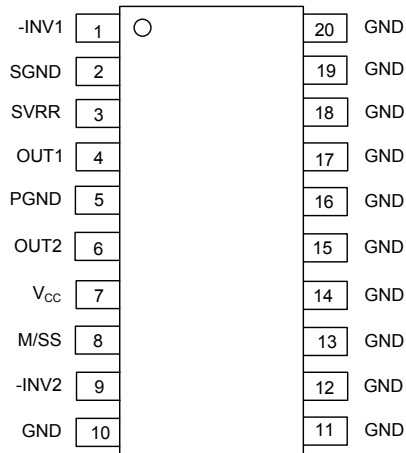 -INV1 1 20 GND
SGND 2 19 GND
SVRR 3 18 GND
OUT1 4 17 GND
PGND 5 16 GND
OUT2 6 15 GND
VCC 7 14 GND
M/SS 8 13 GND
-INV2 9 12 GND
GND 10 11 GND